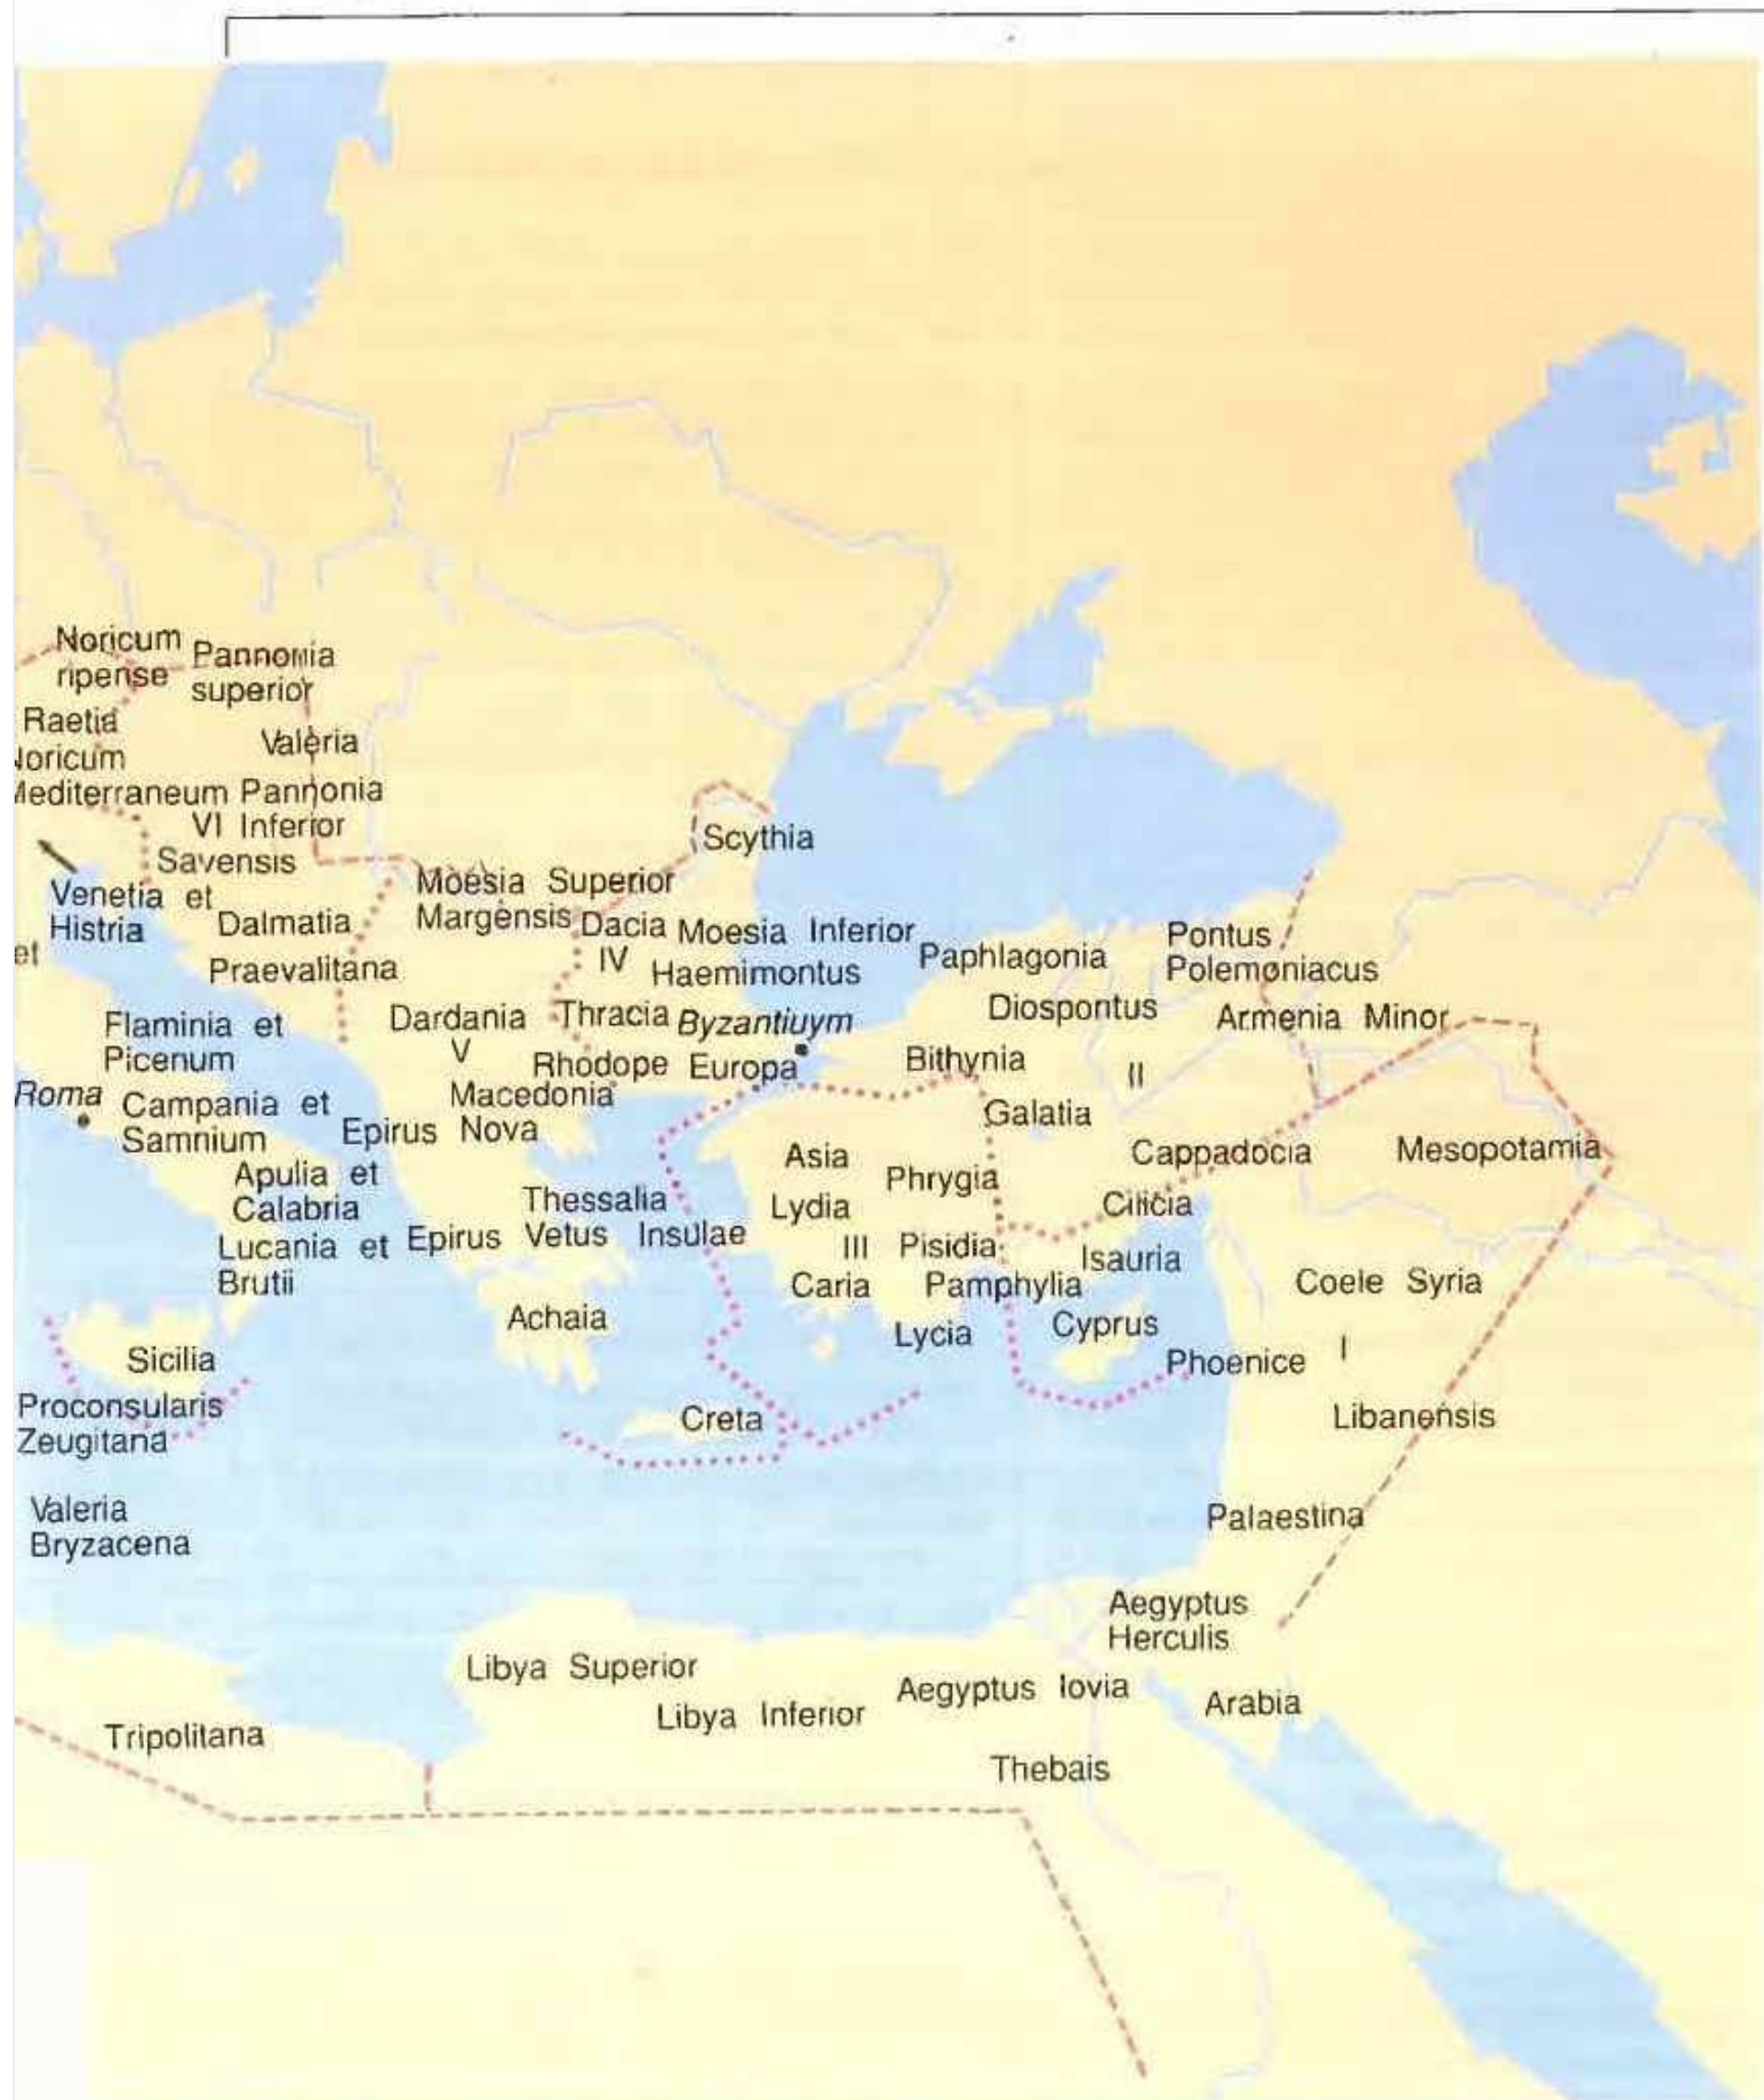 Noricum
ripense
Pannonia
superior
Raetia
Valeria
Noricum
Mediterraneum Pannonia
VI Inferior
Savensis
Scythia
Venetia et
Histria
Dalmatia
Moesia Superior
Margensis
Dacia
Moesia Inferior
IV
et
Praevalitana
Haemimontus
Paphlagonia
Pontus
Polemoniacus
Flaminia et
Picenum
Dardania
Thracia
Byzantiuym
Diospontus
Armenia Minor
V
Rhodope
Europa
Bithynia
II
Roma
Campania et
Samnium
Macedonia
Epirus Nova
Galatia
Apulia et
Calabria
Asia
Cappadocia
Mesopotamia
Phrygia
Thessalia
Lydia
Cilicia
Lucania et
Brutii
Epirus Vetus
Insulae
III
Pisidia
Isauria
Caria
Pamphylia
Coele Syria
Achaia
Lycia
Cyprus
Sicilia
Phoenice
I
Proconsularis
Zeugitana
Creta
Libanensis
Valeria
Bryzacena
Palaestina
Aegyptus
Herculis
Libya Superior
Aegyptus Iovia
Arabia
Libya Inferior
Tripolitana
Thebais